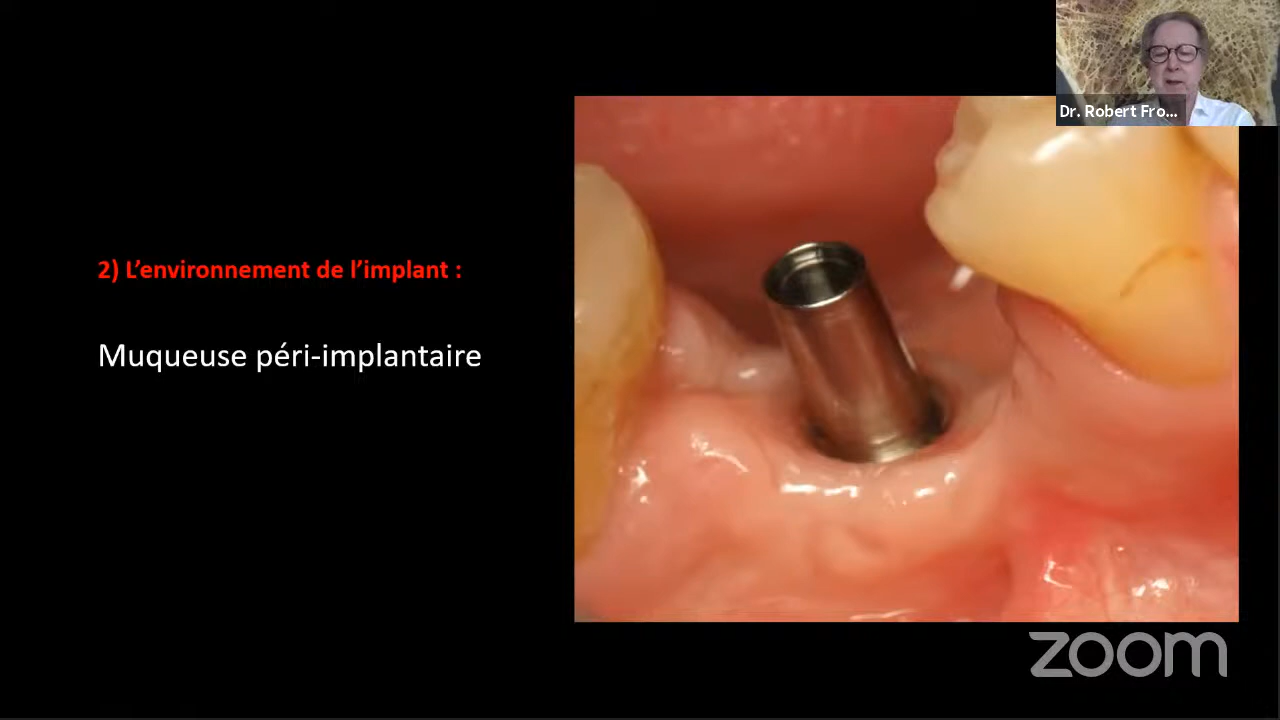 Dr. Robert Fro...
2) L’environnement de l’implant :
Muqueuse péri-implantaire
zoom